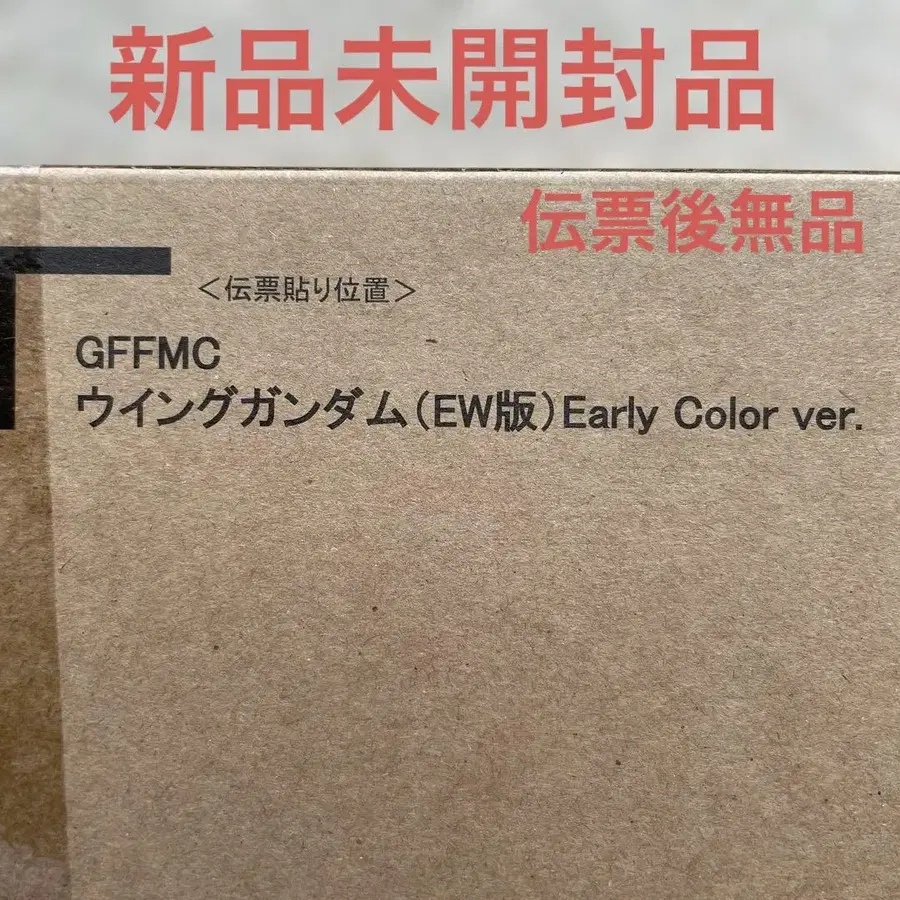 新品未開封品
伝票後無品
＜伝票貼り位置＞
GFFMC
ウイングガンダム（EW版）Early Color ver.